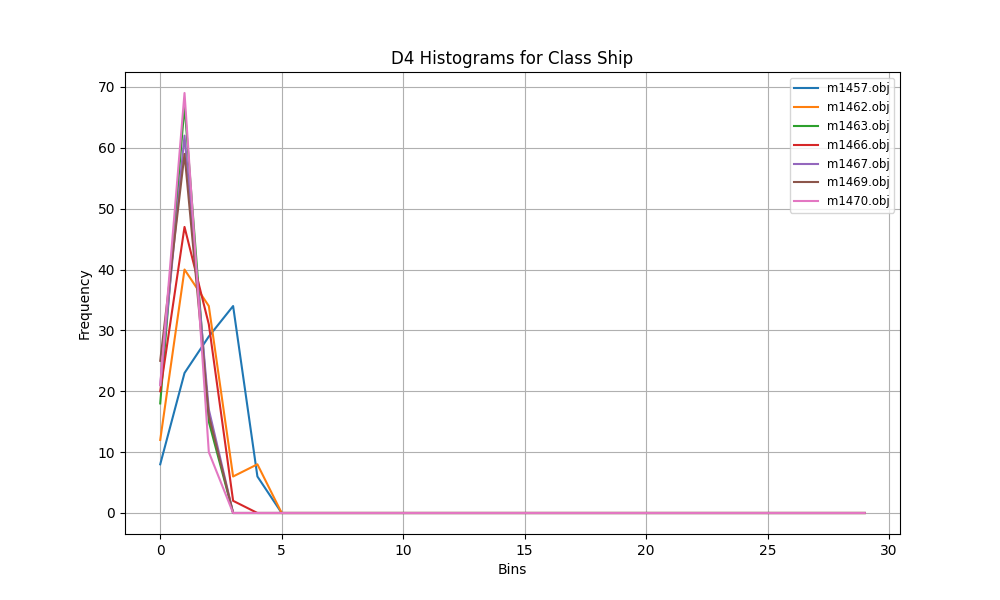 D4 Histograms for Class Ship
70
60
50
40
30
20
10
0
Frequency
m1457.obj
m1462.obj
m1463.obj
m1466.obj
m1467.obj
m1469.obj
m1470.obj
0 5 10 15 20 25 30
Bins